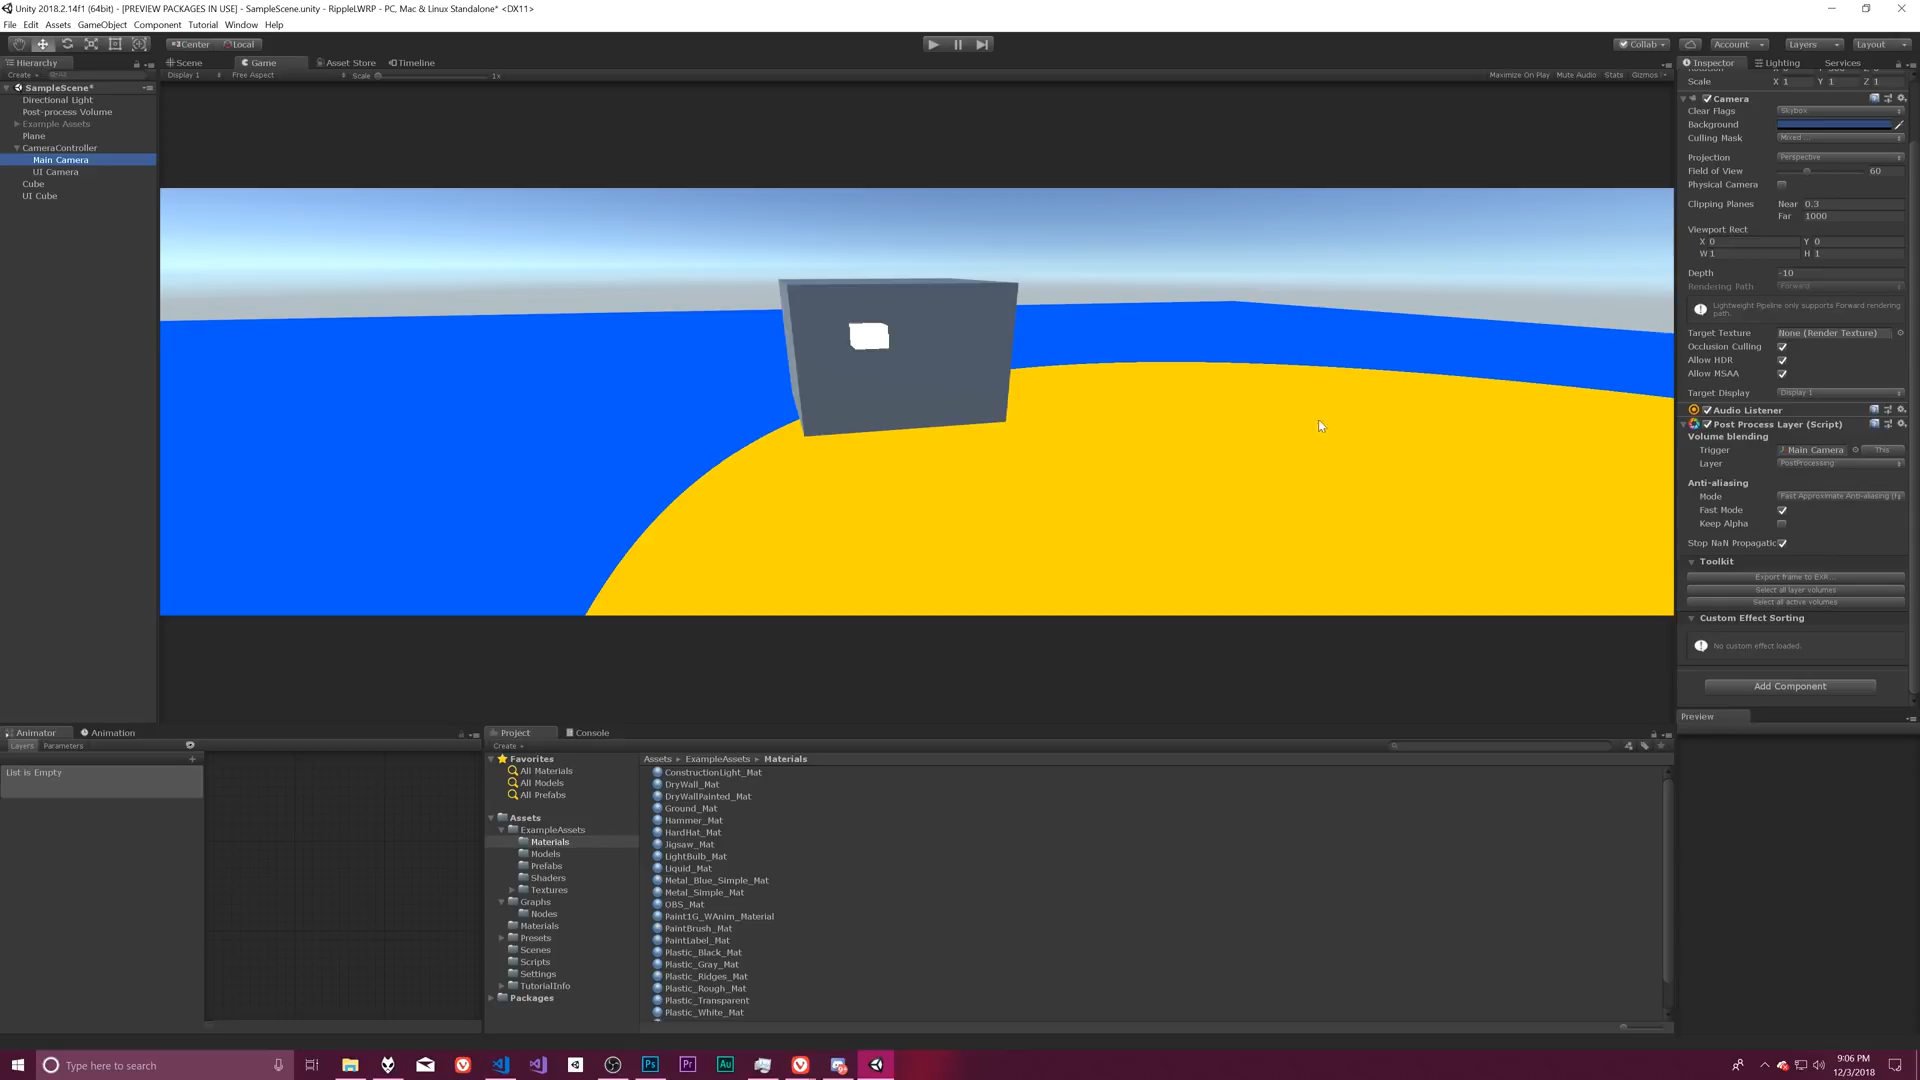 Unity 2018.2.14f1 (64bit) - [PREVIEW PACKAGES IN USE] - SampleScene.unity - RippleLWRP - PC, Mac & Linux Standalone* <DX11>
File Edit Assets GameObject Component Tutorial Window Help
Center Local Collab Account Layers Layout
Hierarchy Scene Game Asset Store Timeline Inspector Lighting Services
Create All Display 1 Free Aspect Scale 1x Maximize On Play Mute Audio Stats Gizmos
Scale X 1 Y 1 Z 1
SampleScene*
Directional Light
Post-process Volume
Example Assets
Plane
CameraController
Main Camera
UI Camera
Cube
UI Cube
Camera
Clear Flags Skybox
Background
Culling Mask Mixed ...
Projection Perspective
Field of View 60
Physical Camera
Clipping Planes Near 0.3
Far 1000
Viewport Rect
X 0 Y 0
W 1 H 1
Depth -10
Rendering Path Forward
Lightweight Pipeline only supports Forward rendering
path.
Target Texture None (Render Texture)
Occlusion Culling
Allow HDR
Allow MSAA
Target Display Display 1
Audio Listener
Post Process Layer (Script)
Volume blending
Trigger Main Camera This
Layer PostProcessing
Anti-aliasing
Mode Fast Approximate Anti-aliasing (
Fast Mode
Keep Alpha
Stop NaN Propagatic
Toolkit
Export frame to EXR...
Select all layer volumes
Select all active volumes
Custom Effect Sorting
No custom effect loaded.
Add Component
Preview
Animator Animation
Layers Parameters
List is Empty
Project Console
Create
Favorites
All Materials
All Models
All Prefabs
Assets
ExampleAssets
Materials
Models
Prefabs
Shaders
Textures
Graphs
Nodes
Materials
Presets
Scenes
Scripts
Settings
TutorialInfo
Packages
Assets ExampleAssets Materials
ConstructionLight_Mat
DryWall_Mat
DryWallPainted_Mat
Ground_Mat
Hammer_Mat
HardHat_Mat
Jigsaw_Mat
LightBulb_Mat
Liquid_Mat
Metal_Blue_Simple_Mat
Metal_Simple_Mat
OBS_Mat
Paint1G_WAnim_Material
PaintBrush_Mat
PaintLabel_Mat
Plastic_Black_Mat
Plastic_Gray_Mat
Plastic_Ridges_Mat
Plastic_Rough_Mat
Plastic_Transparent
Plastic_White_Mat
Type here to search
Ps Pr Au
9:06 PM
12/3/2018